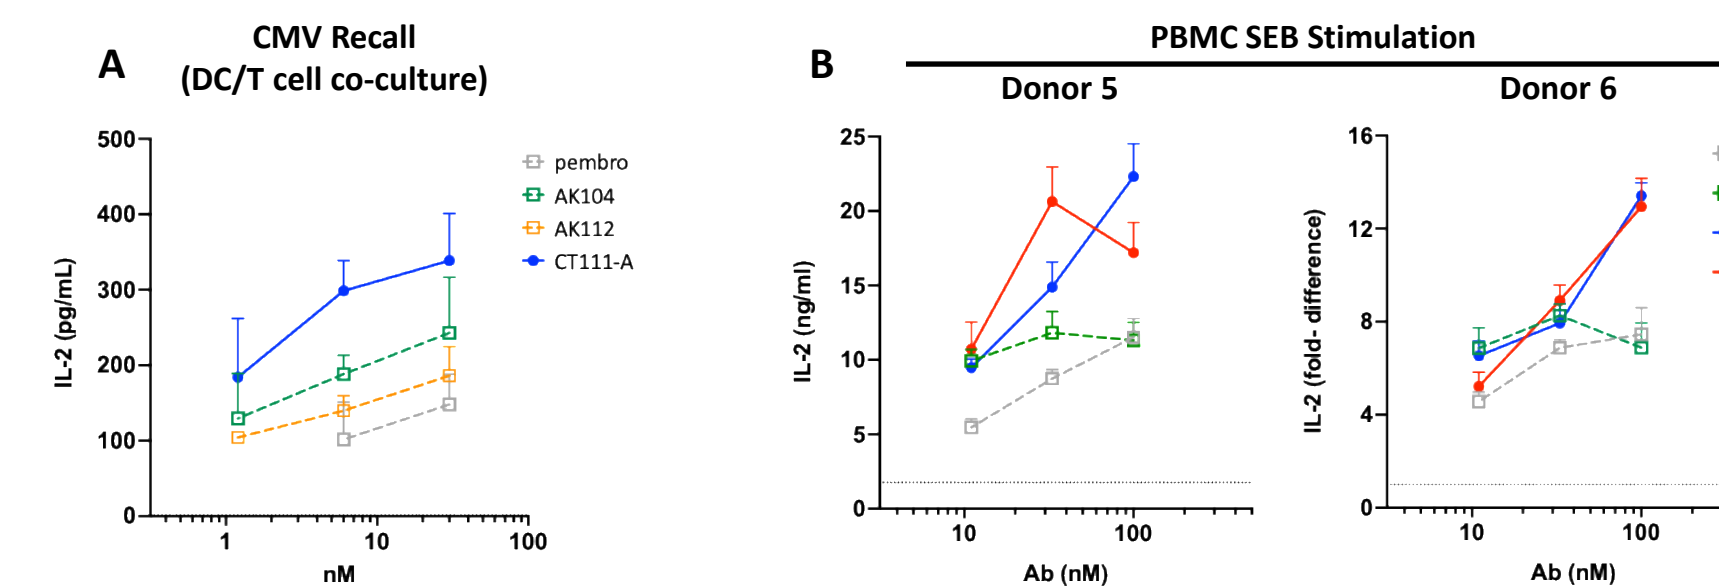 A
CMV Recall
(DC/T cell co-culture)
500
400
300
200
100
0
IL-2 (pg/mL)
1
10
100
nM
pembro
AK104
AK112
CT111-A
B
PBMC SEB Stimulation
Donor 5
25
20
15
10
5
0
IL-2 (ng/ml)
10
100
Ab (nM)
Donor 6
16
12
8
4
0
IL-2 (fold- difference)
10
100
Ab (nM)